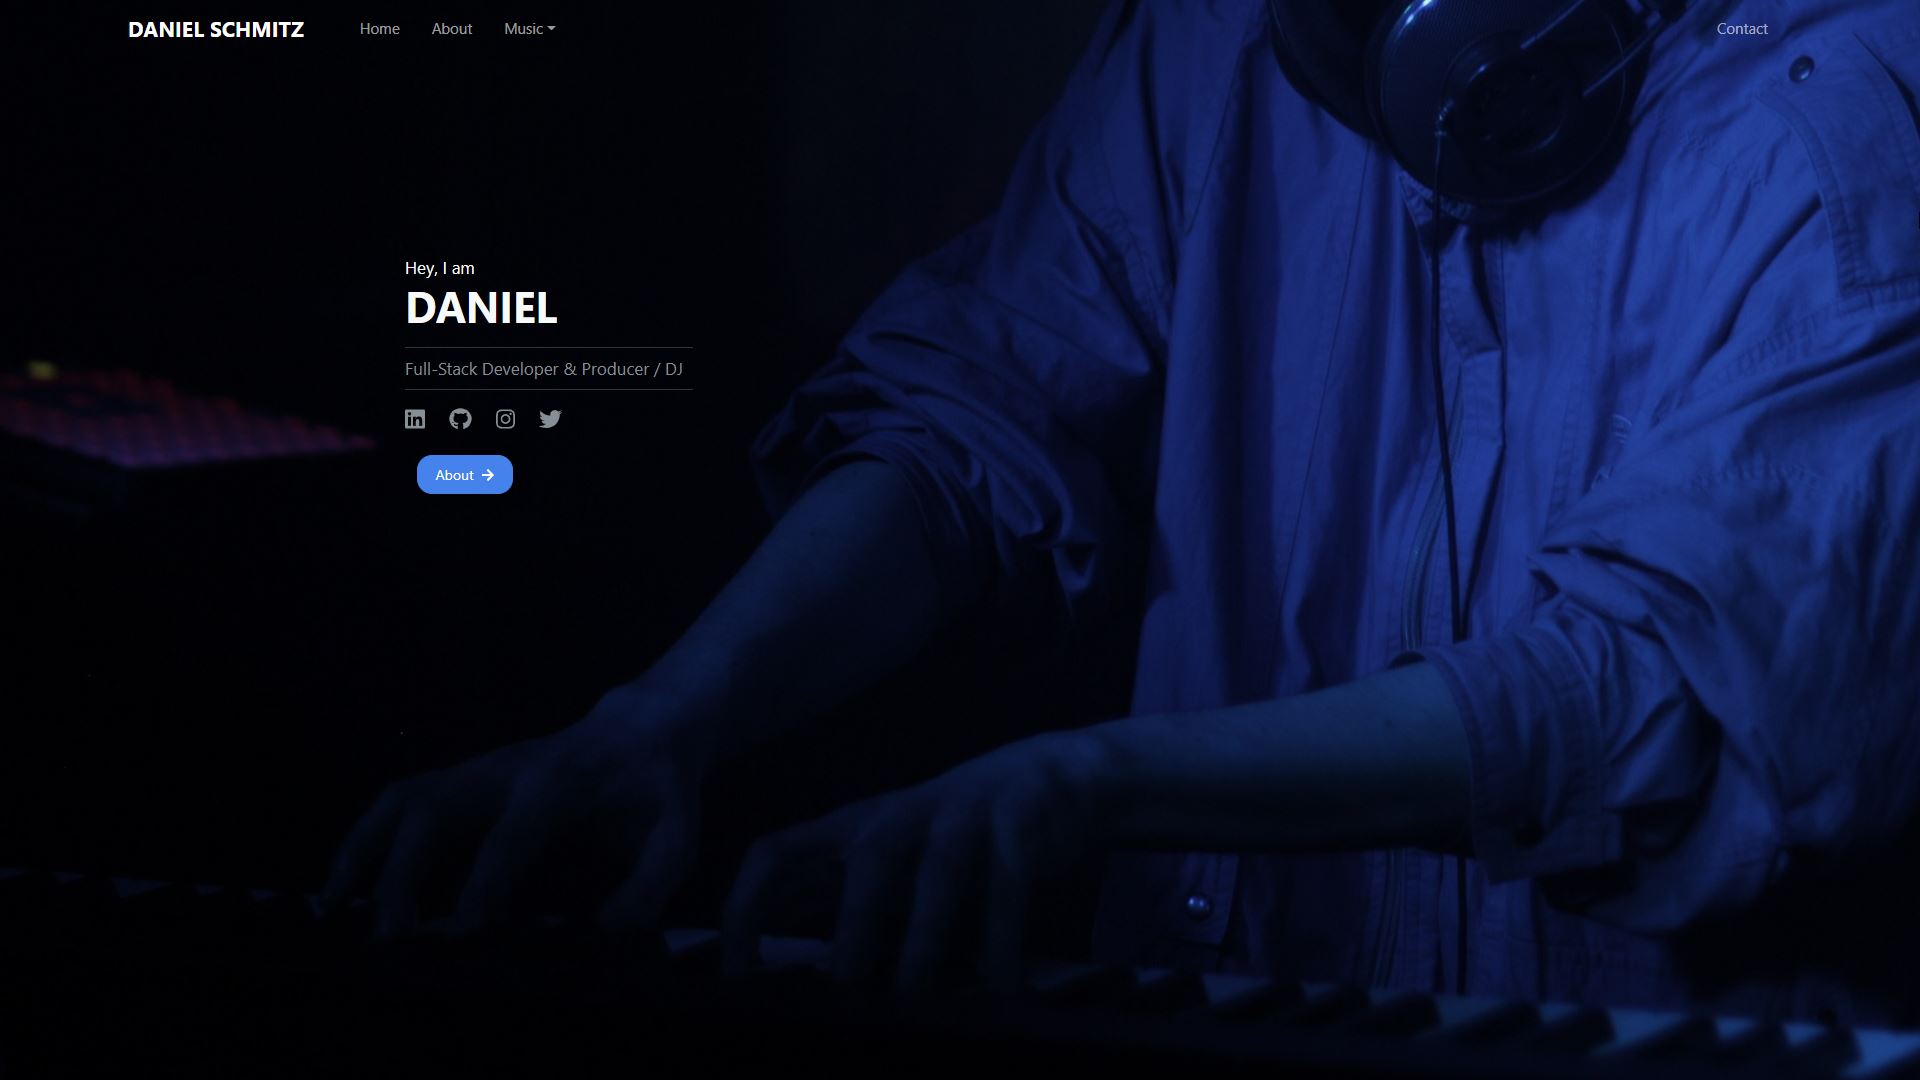 DANIEL SCHMITZ
Home
About
Music
Contact
Hey, I am
DANIEL
Full-Stack Developer & Producer / DJ
About